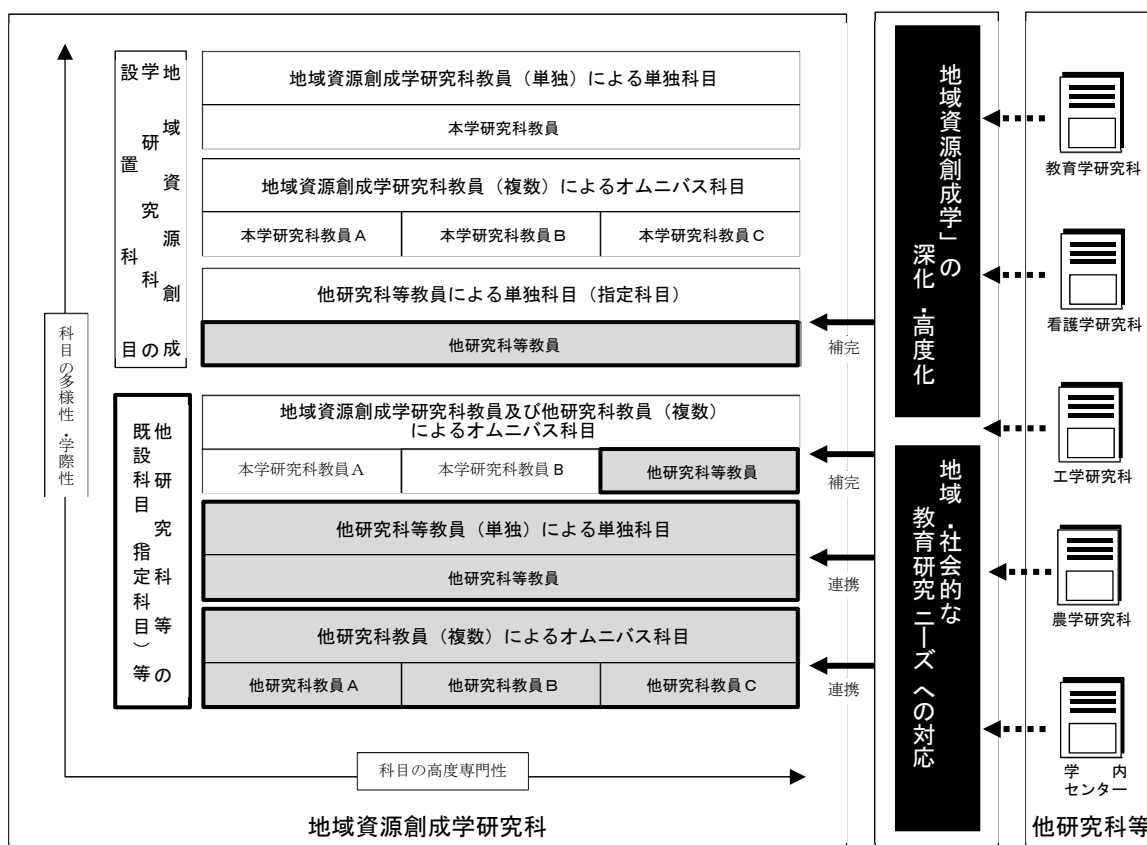 地域資源創成学研究科設置の科目
地域資源創成学研究科教員（単独）による単独科目
本学研究科教員
地域資源創成学研究科教員（複数）によるオムニバス科目
本学研究科教員A
本学研究科教員B
本学研究科教員C
他研究科等教員による単独科目（指定科目）
他研究科等教員
他研究科等の
既設科目（指定科目）等
地域資源創成学研究科教員及び他研究科教員（複数）
によるオムニバス科目
本学研究科教員A
本学研究科教員B
他研究科等教員
他研究科等教員（単独）による単独科目
他研究科等教員
他研究科教員（複数）によるオムニバス科目
他研究科教員A
他研究科教員B
他研究科教員C
科目の多様性・学際性
科目の高度専門性
地域資源創成学研究科
補完
補完
連携
連携
地域資源創成学」の
深化・高度化
地域・社会的な
教育研究ニーズへの対応
教育学研究科
看護学研究科
工学研究科
農学研究科
学　内
センター
他研究科等